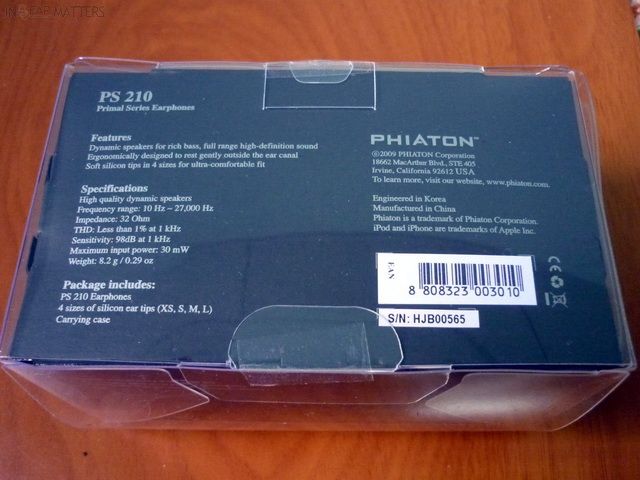 IN EAR MATTERS
PS 210
Primal Series Earphones
Features
Dynamic speakers for rich bass, full range high-definition sound
Ergonomically designed to rest gently outside the ear canal
Soft silicon tips in 4 sizes for ultra-comfortable fit
Specifications
High quality dynamic speakers
Frequency range: 10 Hz ~ 27,000 Hz
Impedance: 32 Ohm
THD: Less than 1% at 1 kHz
Sensitivity: 98dB at 1 kHz
Maximum input power: 30 mW
Weight: 8.2 g / 0.29 oz
Package includes:
PS 210 Earphones
4 sizes of silicon ear tips (XS, S, M, L)
Carrying case
PHIATON™
©2009 PHIATON Corporation
18662 MacArthur Blvd., STE 405
Irvine, California 92612 USA
To learn more, visit our website, www.phiaton.com.
Engineered in Korea
Manufactured in China
Phiaton is a trademark of Phiaton Corporation.
iPod and iPhone are trademarks of Apple Inc.
EAN
8 808323 003010
S/N: HJB00565
CE